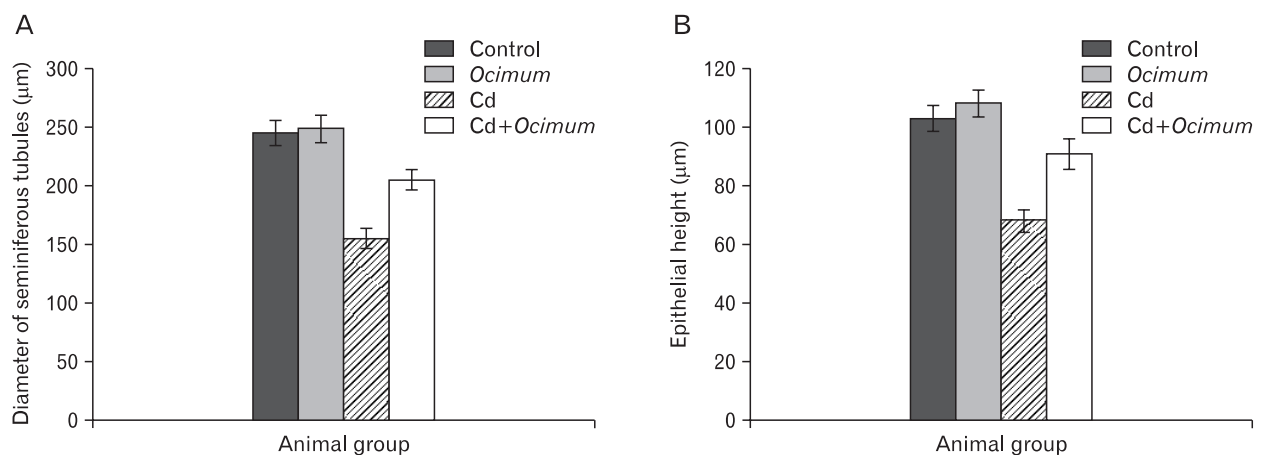 A
Control
Ocimum
Cd
Cd+Ocimum
Diameter of seminiferous tubules (μm)
300
250
200
150
100
50
0
Animal group
B
Control
Ocimum
Cd
Cd+Ocimum
Epithelial height (μm)
120
100
80
60
40
20
0
Animal group